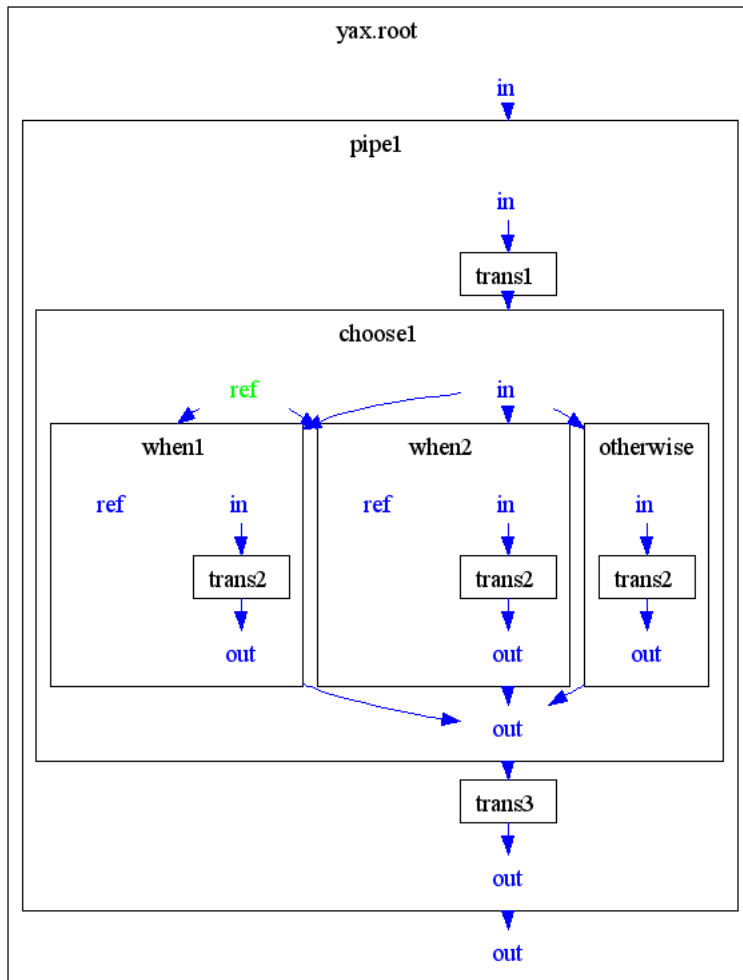 yax.root
in
pipe1
in
trans1
choose1
ref in
when1 when2 otherwise
ref in ref in in
trans2 trans2 trans2
out out out
out
trans3
out
out